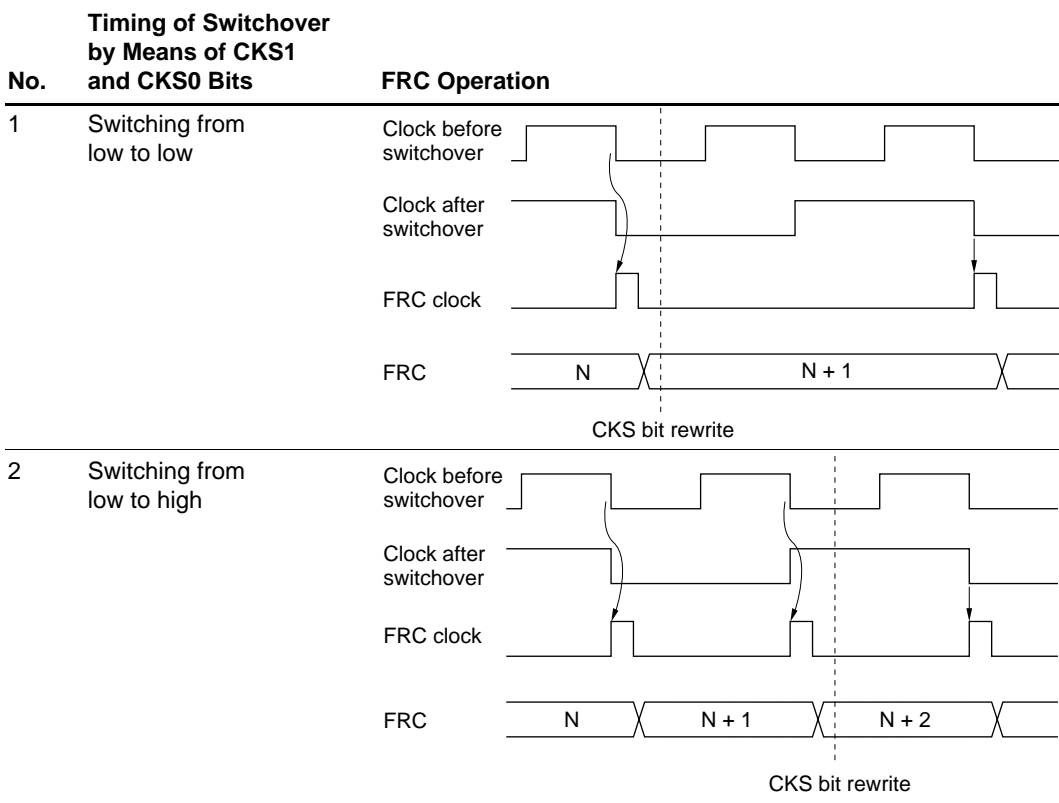 Timing of Switchover
by Means of CKS1
No. and CKS0 Bits FRC Operation
1 Switching from
low to low
Clock before
switchover
Clock after
switchover
FRC clock
FRC N N + 1
CKS bit rewrite
2 Switching from
low to high
Clock before
switchover
Clock after
switchover
FRC clock
FRC N N + 1 N + 2
CKS bit rewrite